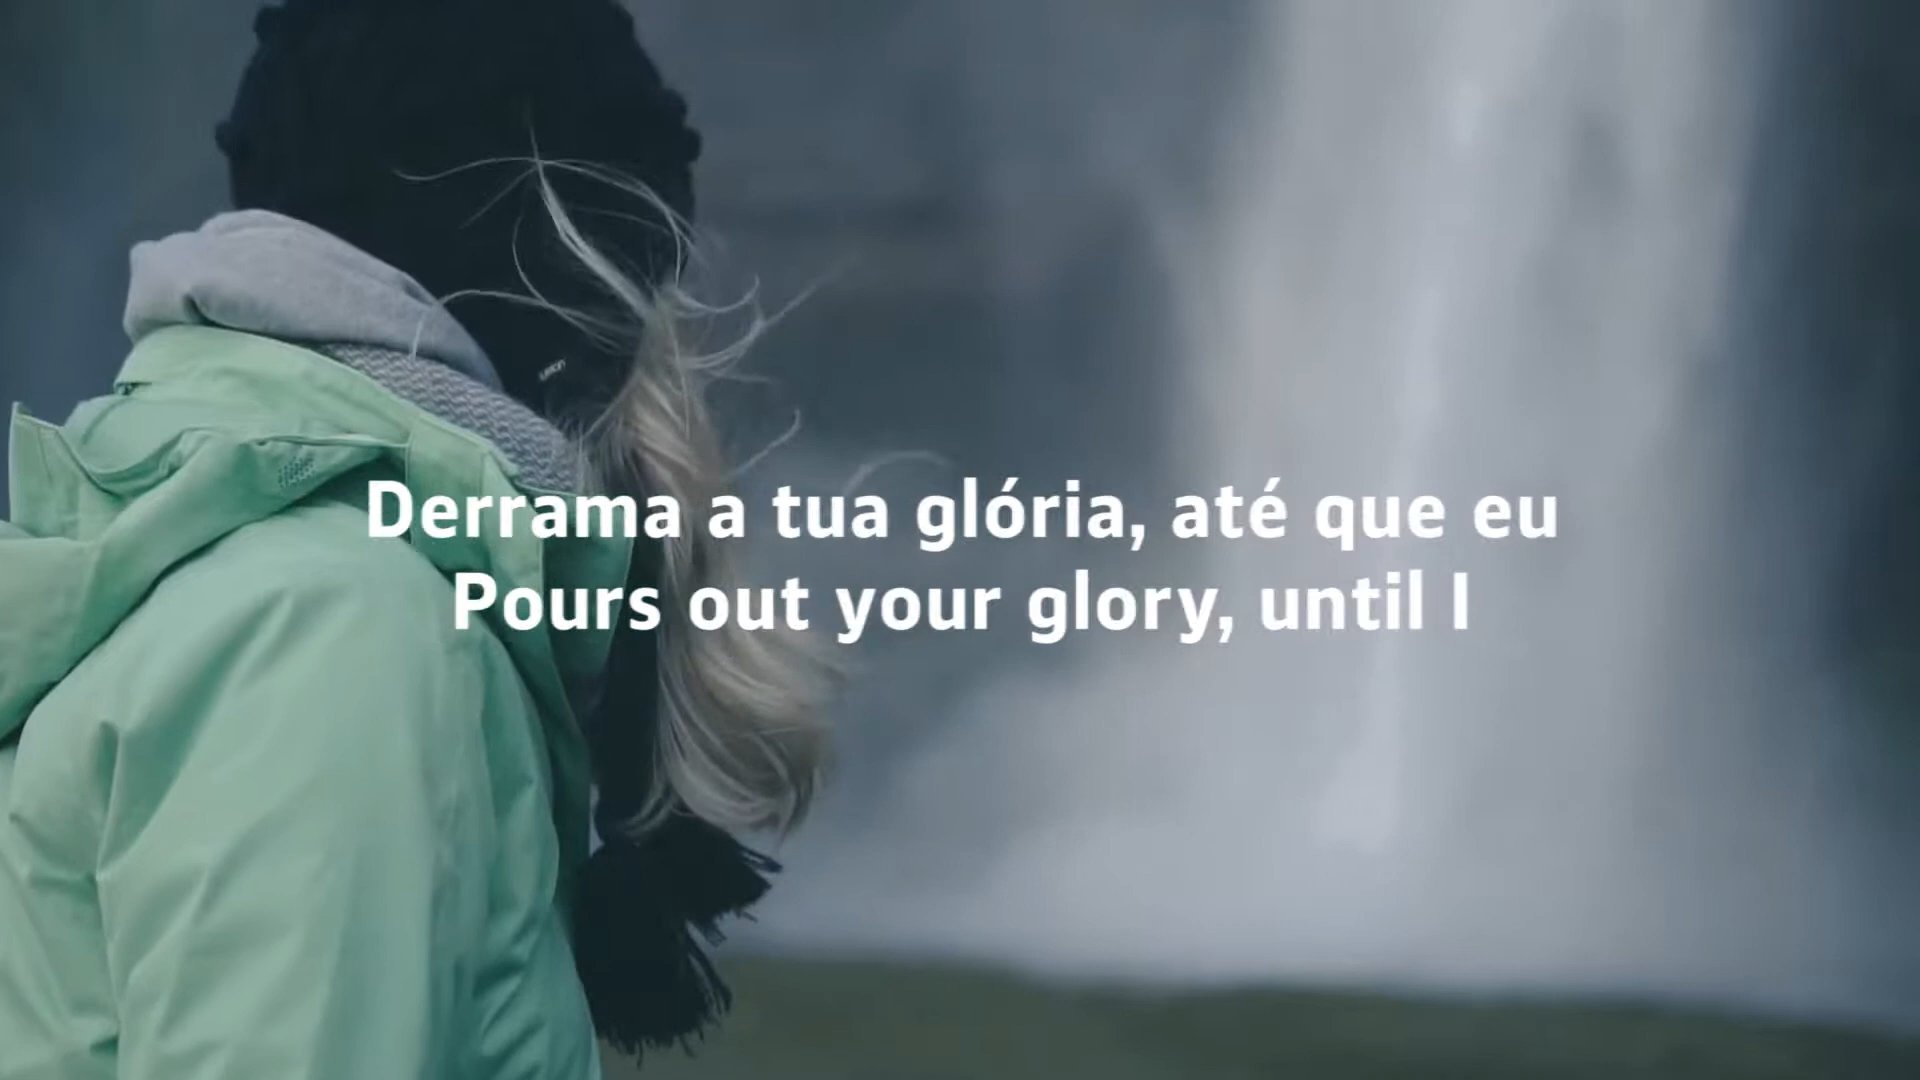 Derrama a tua glória, até que eu
Pours out your glory, until I